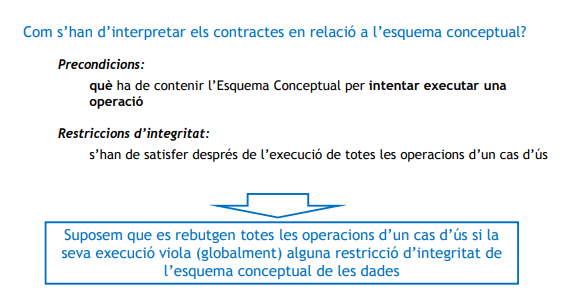 Com s’han d’interpretar els contractes en relació a l’esquema conceptual?
Precondicions:
què ha de contenir l’Esquema Conceptual per intentar executar una
operació
Restriccions d’integritat:
s’han de satisfer després de l’execució de totes les operacions d’un cas d’ús
Suposem que es rebutgen totes les operacions d’un cas d’ús si la
seva execució viola (globalment) alguna restricció d’integritat de
l’esquema conceptual de les dades